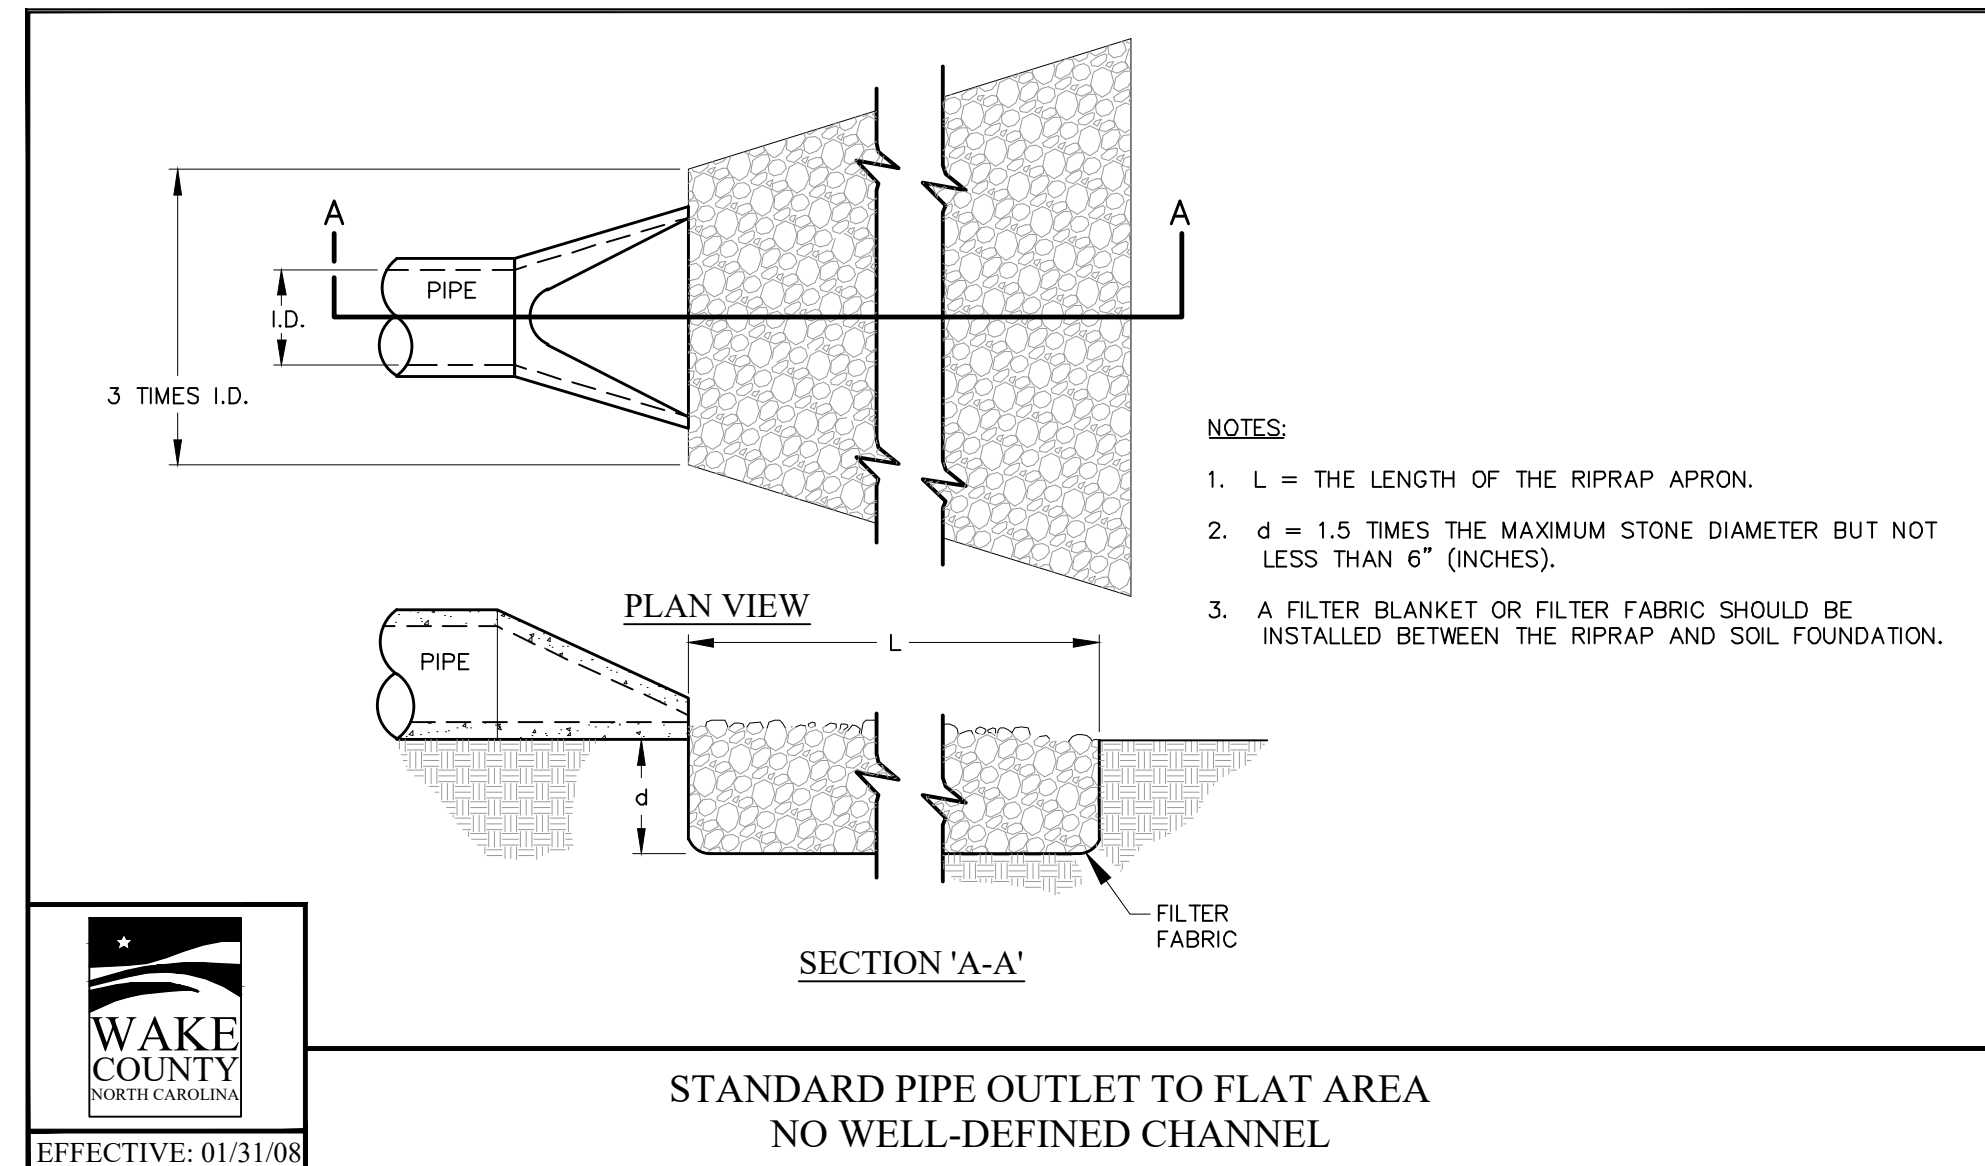 A
A
PIPE
I.D.
3 TIMES I.D.
NOTES:
1. L = THE LENGTH OF THE RIPRAP APRON.
2. d = 1.5 TIMES THE MAXIMUM STONE DIAMETER BUT NOT
LESS THAN 6” (INCHES).
3. A FILTER BLANKET OR FILTER FABRIC SHOULD BE
INSTALLED BETWEEN THE RIPRAP AND SOIL FOUNDATION.
PLAN VIEW
L
PIPE
d
FILTER
FABRIC
SECTION 'A-A'
WAKE
COUNTY
NORTH CAROLINA
EFFECTIVE: 01/31/08
STANDARD PIPE OUTLET TO FLAT AREA
NO WELL-DEFINED CHANNEL